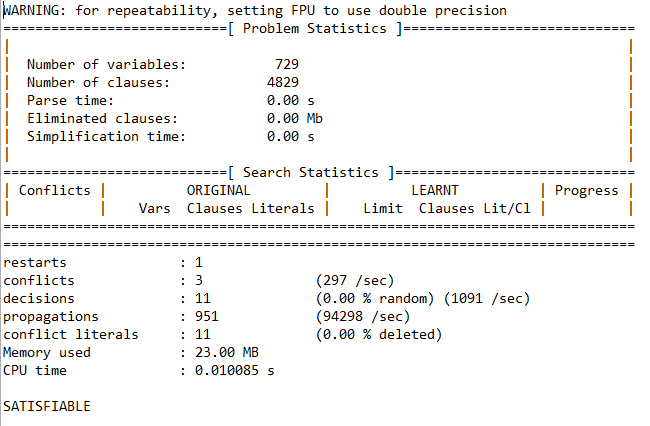 WARNING: for repeatability, setting FPU to use double precision
============================[ Problem Statistics ]=============================
|                                                                             |
|  Number of variables:           729                                         |
|  Number of clauses:            4829                                         |
|  Parse time:                   0.00 s                                       |
|  Eliminated clauses:           0.00 Mb                                      |
|  Simplification time:          0.00 s                                       |
|                                                                             |
============================[ Search Statistics ]==============================
| Conflicts |          ORIGINAL         |          LEARNT          | Progress |
|           |    Vars  Clauses Literals |    Limit  Clauses Lit/Cl |          |
===============================================================================
===============================================================================
restarts              : 1
conflicts             : 3              (297 /sec)
decisions             : 11             (0.00 % random) (1091 /sec)
propagations          : 951            (94298 /sec)
conflict literals     : 11             (0.00 % deleted)
Memory used           : 23.00 MB
CPU time              : 0.010085 s

SATISFIABLE